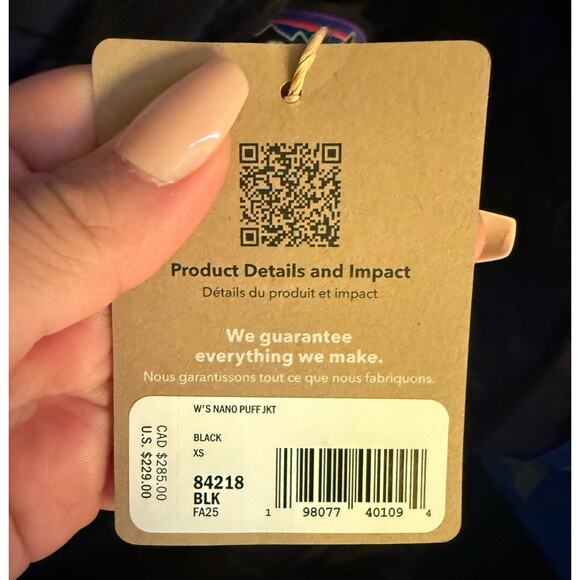 Product Details and Impact
Détails du produit et impact
We guarantee
everything we make.
Nous garantissons tout ce que nous fabriquons.
W'S NANO PUFF JKT
BLACK
XS
84218
BLK
FA25
CAD $285.00
U.S. $229.00
1 98077 40109 4